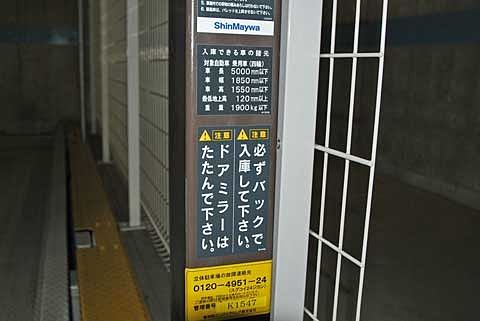 ShinMaywa
入庫できる車の諸元
対象自動車 乗用車(四輪)
車長 5000mm以下
車幅 1850mm以下
車高 1550mm以下
最低地上高 120mm以上
重量 1900kg以下
注意
必ずバックで
入庫して下さい。
注意
ドアミラーは
たたんで下さい。
立体駐車場の故障連絡先
0120-4951-24
管理番号 K1547